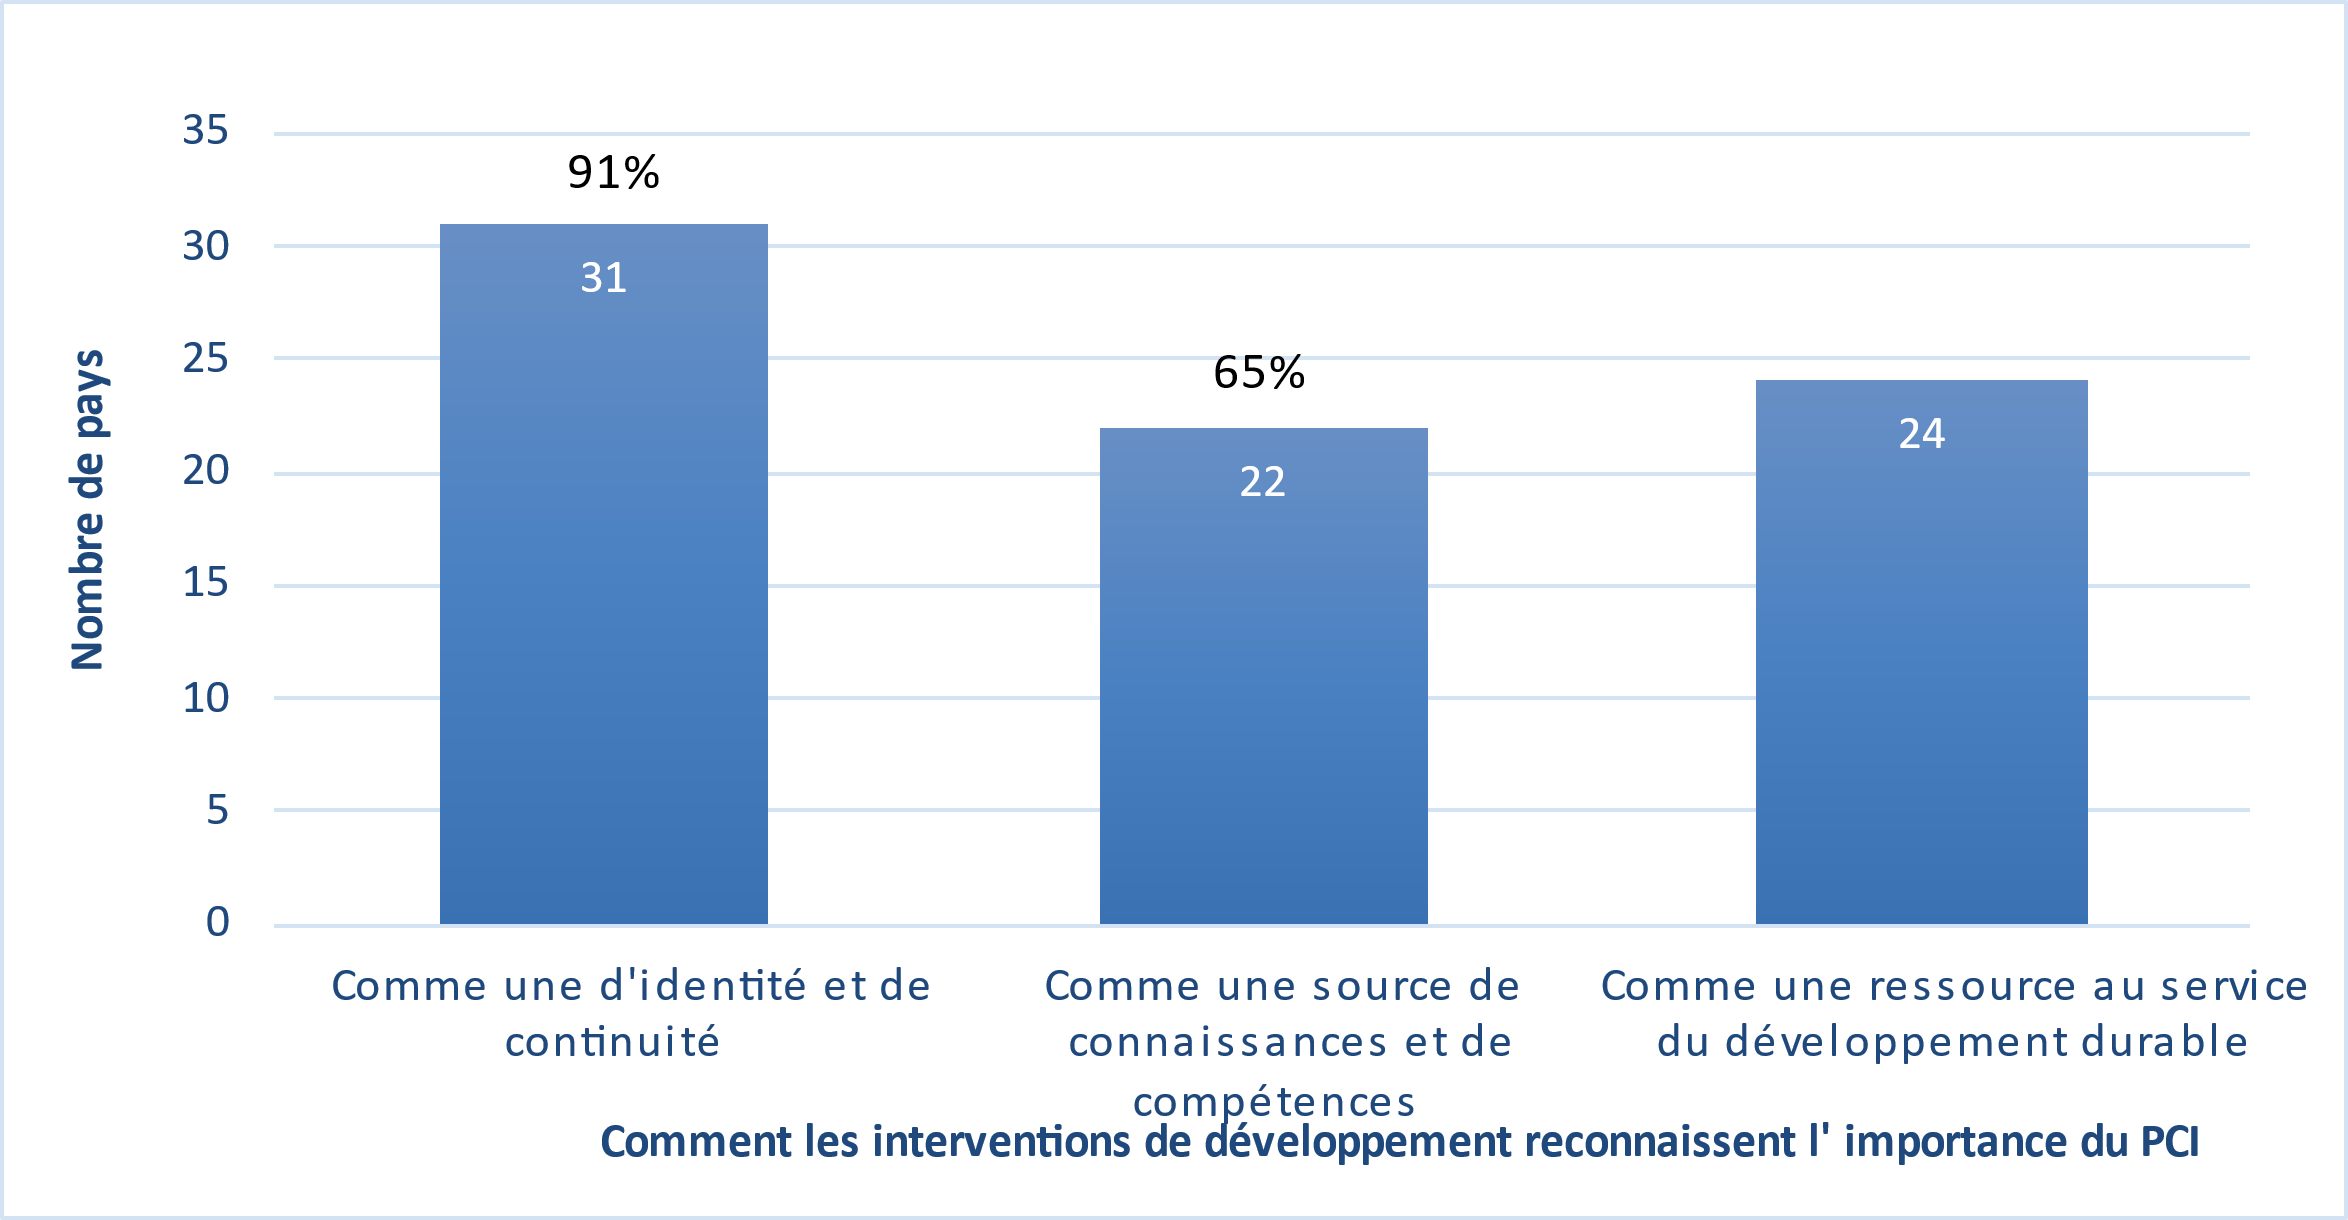 35
91%
30
31
25
65%
24
20
22
15
10
5
0
Nombre de pays
Comme une d'identité et de
continuité
Comme une source de
connaissances et de
compétences
Comme une ressource au service
du développement durable
Comment les interventions de développement reconnaissent l' importance du PCI